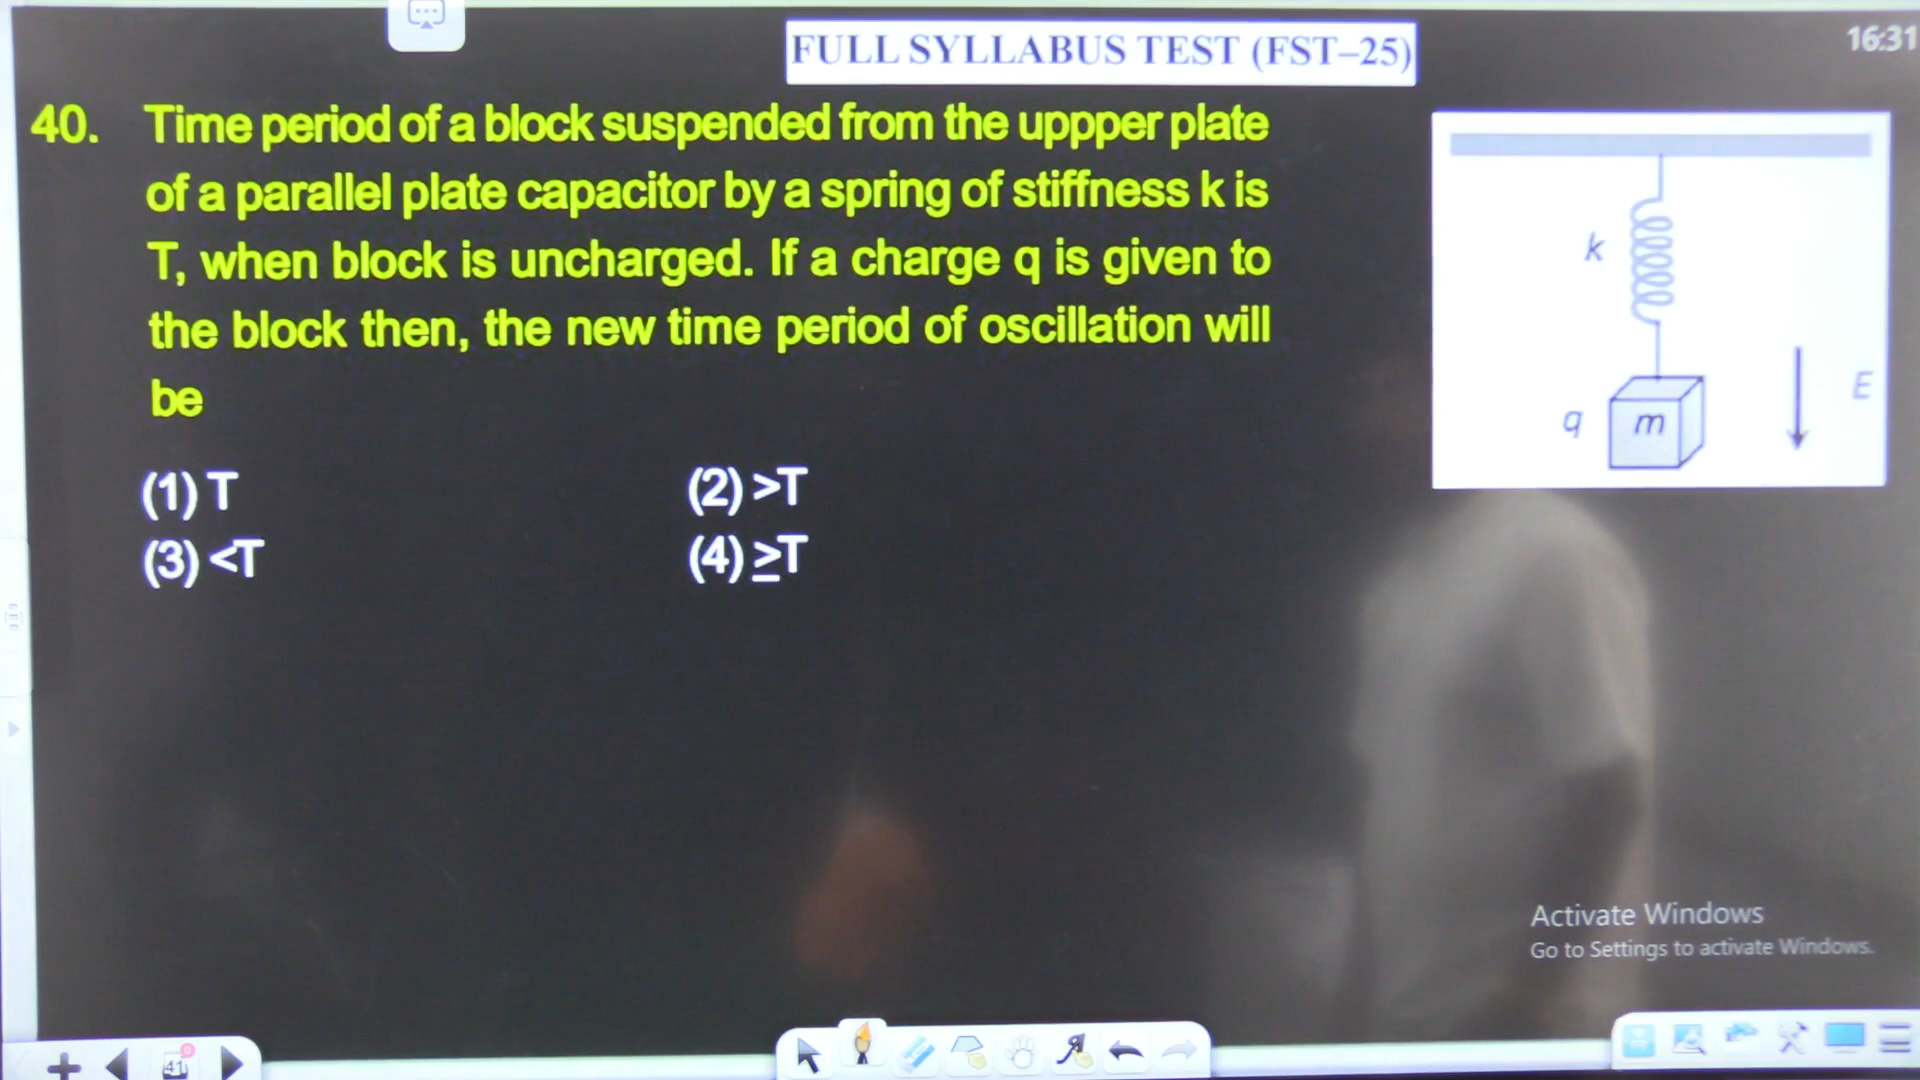 FULL SYLLABUS TEST (FST–25)
16:31
40. Time period of a block suspended from the uppper plate
of a parallel plate capacitor by a spring of stiffness k is
T, when block is uncharged. If a charge q is given to
the block then, the new time period of oscillation will
be
(1) T
(2) >T
(3) <T
(4) ≥T
k
q
m
E
Activate Windows
Go to Settings to activate Windows.
41
0